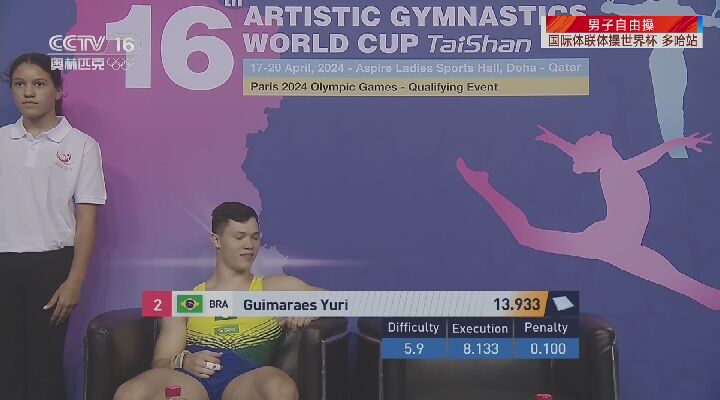 CCTV 16
奥林匹克
16th ARTISTIC GYMNASTICS
WORLD CUP TaiShan
17-20 April, 2024 - Aspire Ladies Sports Hall, Doha - Qatar
Paris 2024 Olympic Games - Qualifying Event
男子自由操
国际体联体操世界杯 多哈站
2 BRA Guimaraes Yuri 13.933
Difficulty Execution Penalty
5.9 8.133 0.100